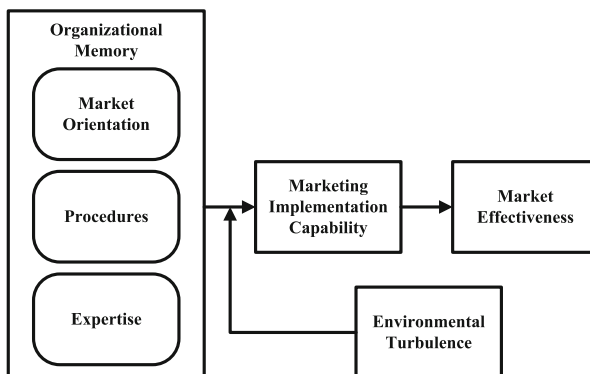 Organizational
Memory
Market
Orientation
Procedures
Expertise
Marketing
Implementation
Capability
Market
Effectiveness
Environmental
Turbulence